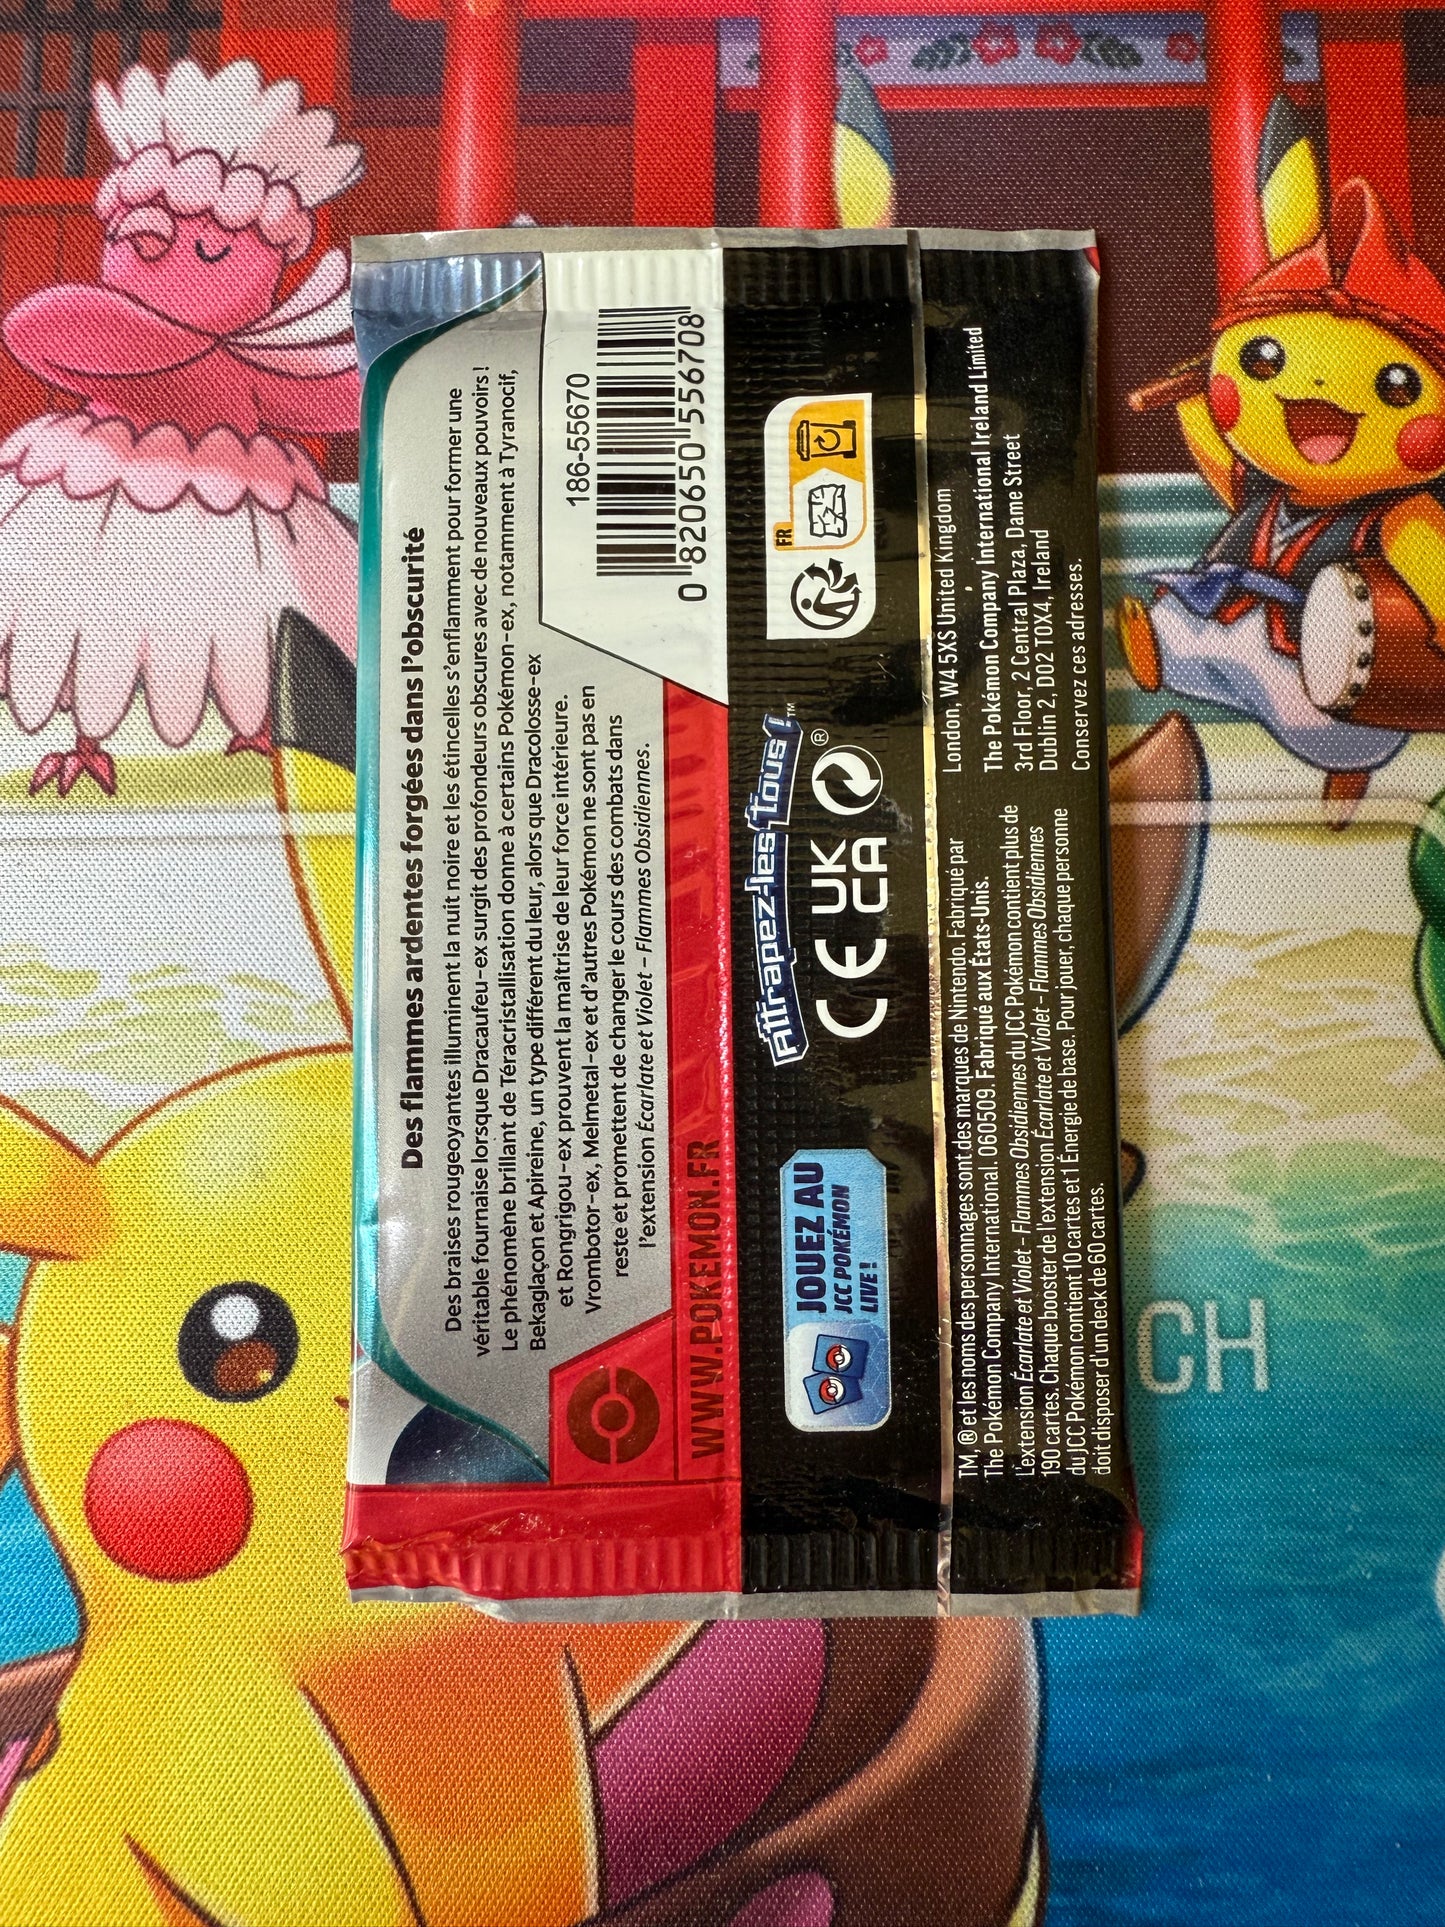 Des flammes ardentes forgées dans l'obscurité
Des braises rougeoyantes illuminent la nuit noire et les étincelles s'enflamment pour former une
véritable fournaise lorsque Dracaufeu-ex surgit des profondeurs obscures avec de nouveaux pouvoirs !
Le phénomène brillant de Téracristallisation donne à certains Pokémon-ex, notamment à Tyranocif,
Bekaglaçon et Apireine, un type différent du leur, alors que Dracolosse-ex
et Rongrigou-ex prouvent la maîtrise de leur force intérieure.
Vrombotor-ex, Melmetal-ex et d'autres Pokémon ne sont pas en
reste et promettent de changer le cours des combats dans
l'extension Écarlate et Violet – Flammes Obsidiennes.
186-55670
0 820650 556708
WWW.POKEMON.FR
Attrapez-les tous !™
JOUEZ AU
JCC POKÉMON
LIVE !
CE UK
CA ®
FR
TM, ® et les noms des personnages sont des marques de Nintendo. Fabriqué par
The Pokémon Company International. 060509. Fabriqué aux États-Unis.
L'extension Écarlate et Violet – Flammes Obsidiennes du JCC Pokémon contient plus de
190 cartes. Chaque booster de l'extension Écarlate et Violet – Flammes Obsidiennes
du JCC Pokémon contient 10 cartes et 1 Énergie de base. Pour jouer, chaque personne
doit disposer d'un deck de 60 cartes.
London, W4 5XS United Kingdom
The Pokémon Company International Ireland Limited
3rd Floor, 2 Central Plaza, Dame Street
Dublin 2, D02 T0X4, Ireland
Conservez ces adresses.
CH